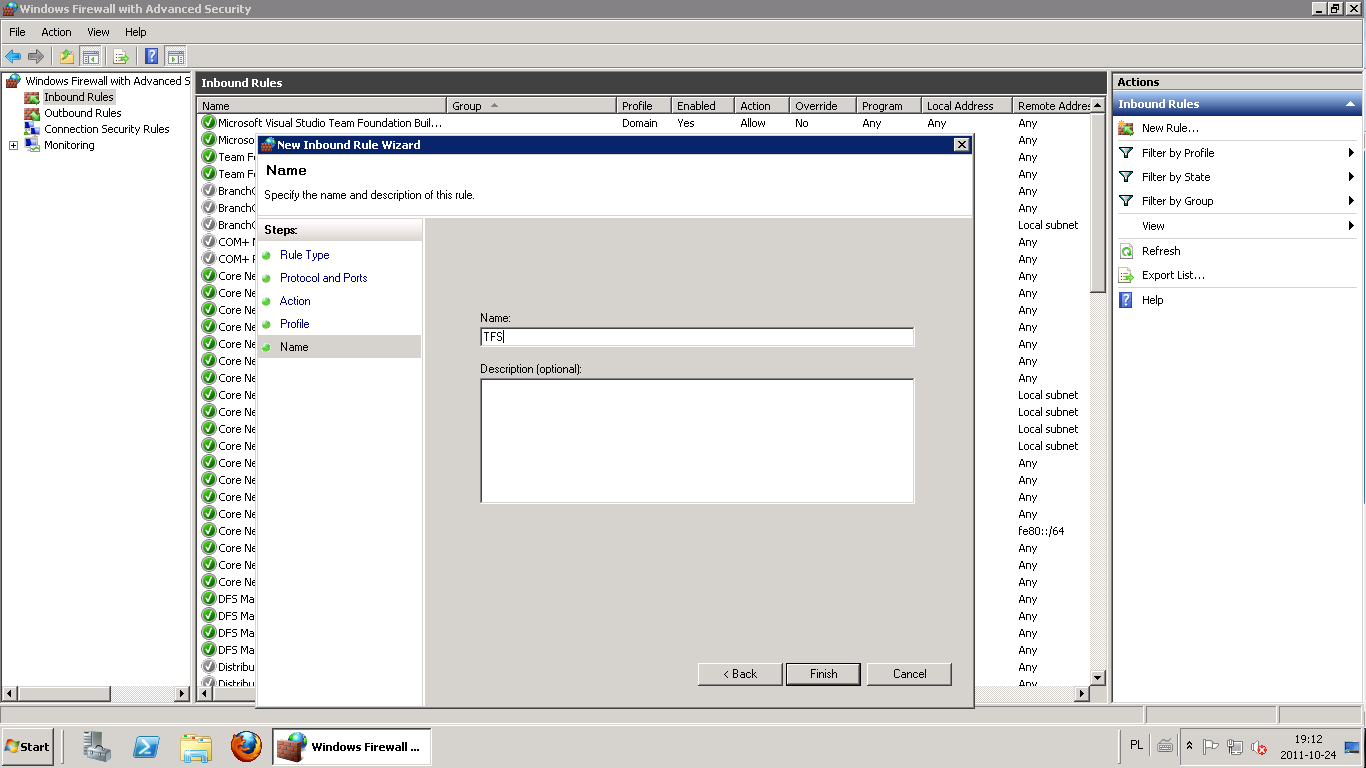 Windows Firewall with Advanced Security
File Action View Help
Windows Firewall with Advanced S
Inbound Rules
Outbound Rules
Connection Security Rules
Monitoring
Inbound Rules
Name Group Profile Enabled Action Override Program Local Address Remote Addres
Microsoft Visual Studio Team Foundation Buil... Domain Yes Allow No Any Any Any
Microso Any
Team Fo Any
Team Fo Any
BranchC Any
BranchC Any
BranchC Local subnet
COM+ N Any
COM+ R Any
Core Ne Any
Core Ne Any
Core Ne Any
Core Ne Any
Core Ne Any
Core Ne Any
Core Ne Any
Core Ne Local subnet
Core Ne Local subnet
Core Ne Local subnet
Core Ne Local subnet
Core Ne Any
Core Ne Any
Core Ne Any
Core Ne Any
Core Ne fe80::/64
Core Ne Any
Core Ne Any
Core Ne Any
DFS Ma Any
DFS Ma Any
DFS Ma Any
DFS Ma Any
Distribu Any
Distribu Any
New Inbound Rule Wizard
Name
Specify the name and description of this rule.
Steps:
Rule Type
Protocol and Ports
Action
Profile
Name
Name:
TFS
Description (optional):
< Back Finish Cancel
Actions
Inbound Rules
New Rule...
Filter by Profile
Filter by State
Filter by Group
View
Refresh
Export List...
Help
Start
Windows Firewall ...
PL
19:12
2011-10-24